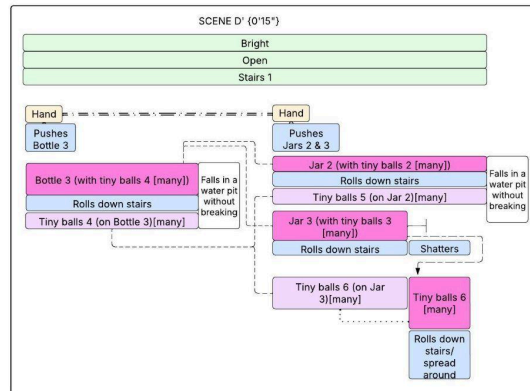 SCENE D' {0'15"}
Bright
Open
Stairs 1
Hand
Hand
Pushes
Bottle 3
Pushes
Jars 2 & 3
Bottle 3 (with tiny balls 4 [many])
Rolls down stairs
Tiny balls 4 (on Bottle 3)[many]
Falls in a
water pit
without
breaking
Jar 2 (with tiny balls 2 [many])
Rolls down stairs
Tiny balls 5 (on Jar 2)[many]
Falls in a
water pit
without
breaking
Jar 3 (with tiny balls 3
[many])
Rolls down stairs
Shatters
Tiny balls 6 (on Jar
3)[many]
Tiny balls 6
[many]
Rolls down
stairs/
spread
around